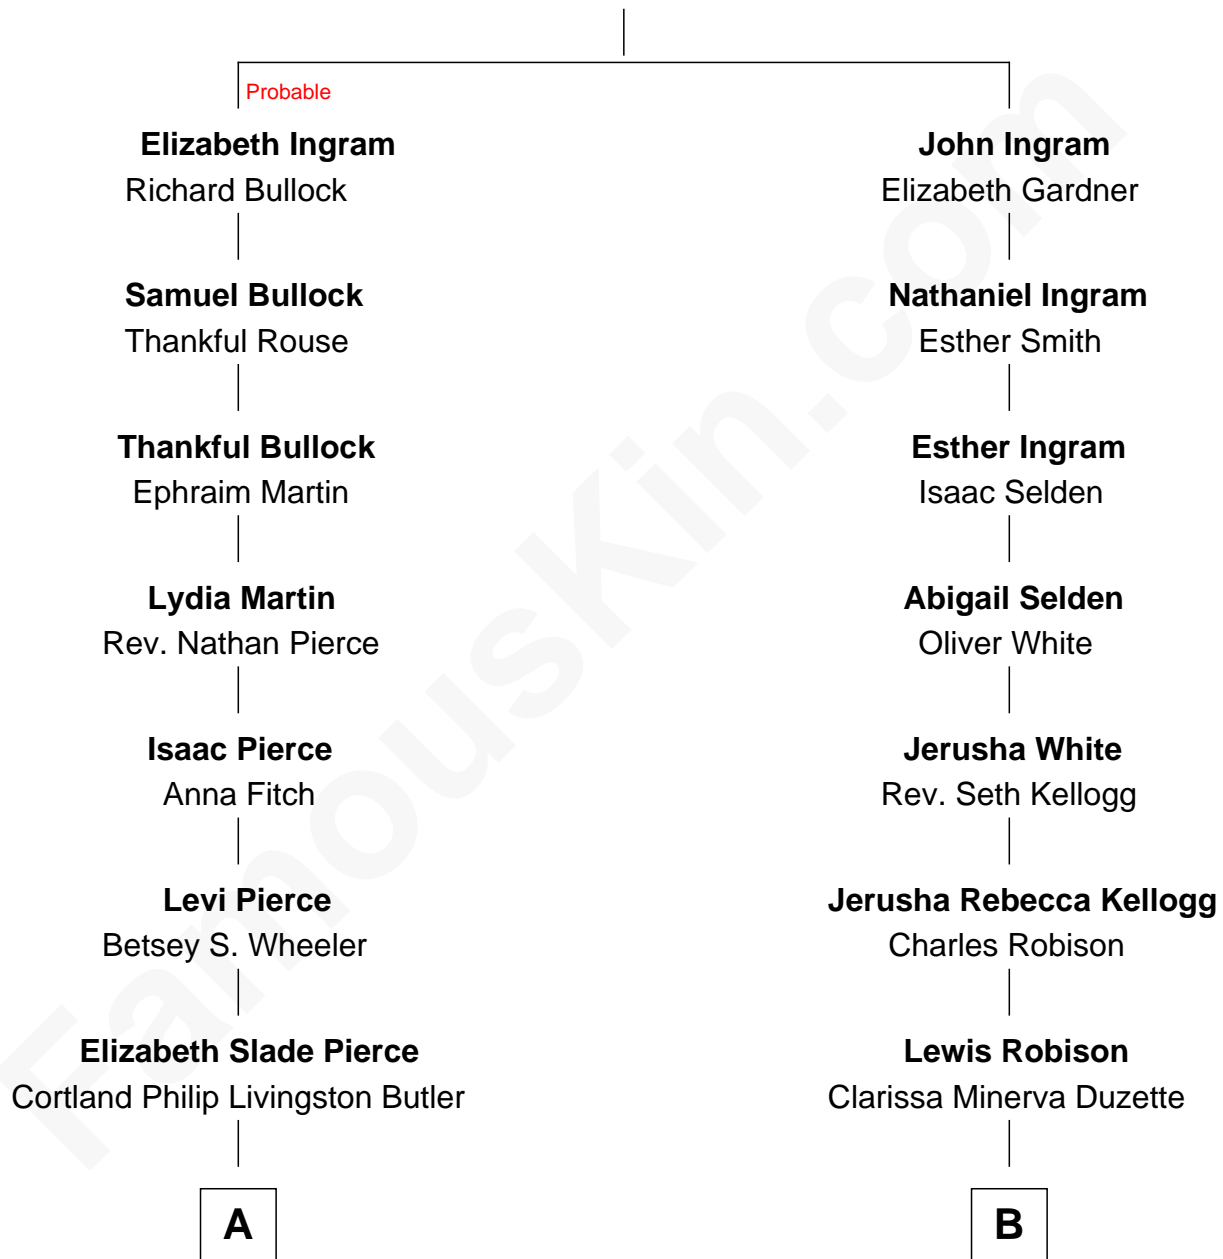 Probable
Elizabeth Ingram
Richard Bullock
Samuel Bullock
Thankful Rouse
Thankful Bullock
Ephraim Martin
Lydia Martin
Rev. Nathan Pierce
Isaac Pierce
Anna Fitch
Levi Pierce
Betsey S. Wheeler
Elizabeth Slade Pierce
Cortland Philip Livingston Butler
A
John Ingram
Elizabeth Gardner
Nathaniel Ingram
Esther Smith
Esther Ingram
Isaac Selden
Abigail Selden
Oliver White
Jerusha White
Rev. Seth Kellogg
Jerusha Rebecca Kellogg
Charles Robison
Lewis Robison
Clarissa Minerva Duzette
B
FamousKin.com